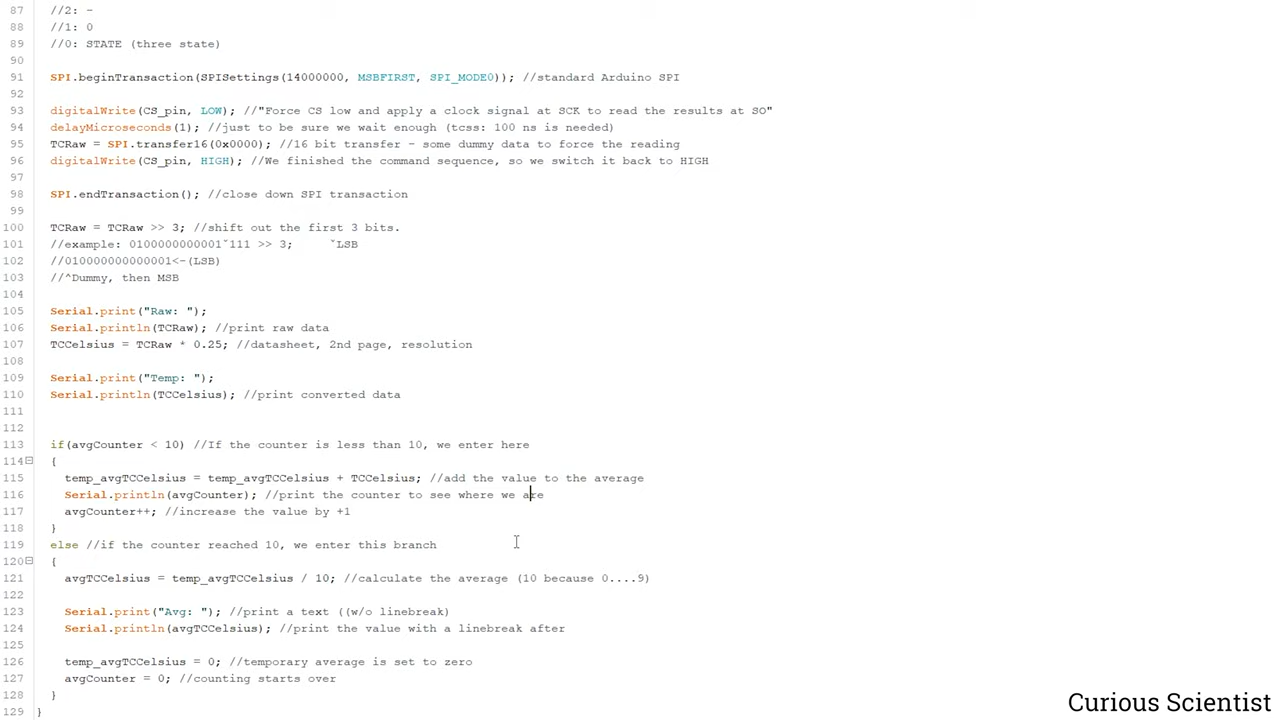 87 //2: -
88 //1: 0
89 //0: STATE (three state)
90
91 SPI.beginTransaction(SPISettings(14000000, MSBFIRST, SPI_MODE0)); //standard Arduino SPI
92
93 digitalWrite(CS_pin, LOW); //"Force CS low and apply a clock signal at SCK to read the results at SO"
94 delayMicroseconds(1); //just to be sure we wait enough (tcss: 100 ns is needed)
95 TCRaw = SPI.transfer16(0x0000); //16 bit transfer - some dummy data to force the reading
96 digitalWrite(CS_pin, HIGH); //We finished the command sequence, so we switch it back to HIGH
97
98 SPI.endTransaction(); //close down SPI transaction
99
100 TCRaw = TCRaw >> 3; //shift out the first 3 bits.
101 //example: 0100000000001ˇ111 >> 3;     ˇLSB
102 //010000000000001<-(LSB)
103 //^Dummy, then MSB
104
105 Serial.print("Raw: ");
106 Serial.println(TCRaw); //print raw data
107 TCCelsius = TCRaw * 0.25; //datasheet, 2nd page, resolution
108
109 Serial.print("Temp: ");
110 Serial.println(TCCelsius); //print converted data
111
112
113 if(avgCounter < 10) //If the counter is less than 10, we enter here
114 {
115 temp_avgTCCelsius = temp_avgTCCelsius + TCCelsius; //add the value to the average
116 Serial.println(avgCounter); //print the counter to see where we are
117 avgCounter++; //increase the value by +1
118 }
119 else //if the counter reached 10, we enter this branch
120 {
121 avgTCCelsius = temp_avgTCCelsius / 10; //calculate the average (10 because 0....9)
122
123 Serial.print("Avg: "); //print a text ((w/o linebreak)
124 Serial.println(avgTCCelsius); //print the value with a linebreak after
125
126 temp_avgTCCelsius = 0; //temporary average is set to zero
127 avgCounter = 0; //counting starts over
128 }
129 }
Curious Scientist